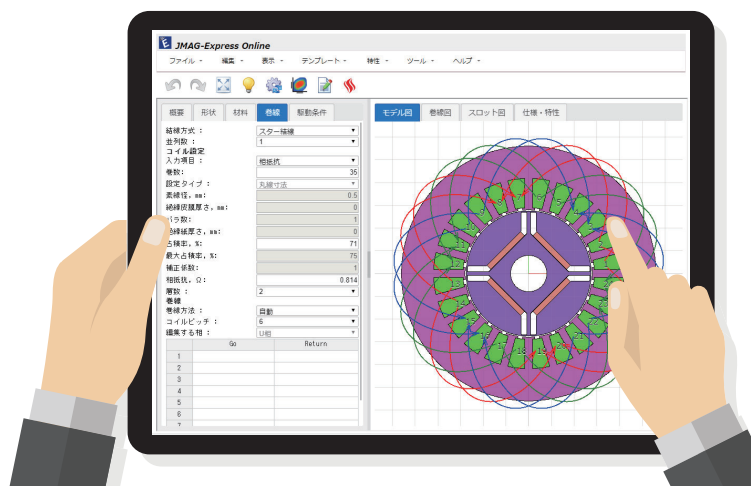 JMAG-Express Online
ファイル 編集 表示 テンプレート 特性 ツール ヘルプ
概要 形状 材料 巻線 駆動条件
モデル図 巻線図 スロット図 仕様・特性
結線方式 : スター結線
並列数 : 1
コイル設定
入力項目 : 相抵抗
巻数: 35
設定タイプ : 丸線寸法
素線径, mm: 0.5
絶縁皮膜厚さ, mm: 0
パラ数: 1
絶縁紙厚さ, mm: 0
占積率, %: 71
最大占積率, %: 75
補正係数: 1
相抵抗, Ω: 0.814
層数 : 2
巻線
巻線方法 : 自動
コイルピッチ : 6
編集する相 : U相
Go Return
1
2
3
4
5
6
7